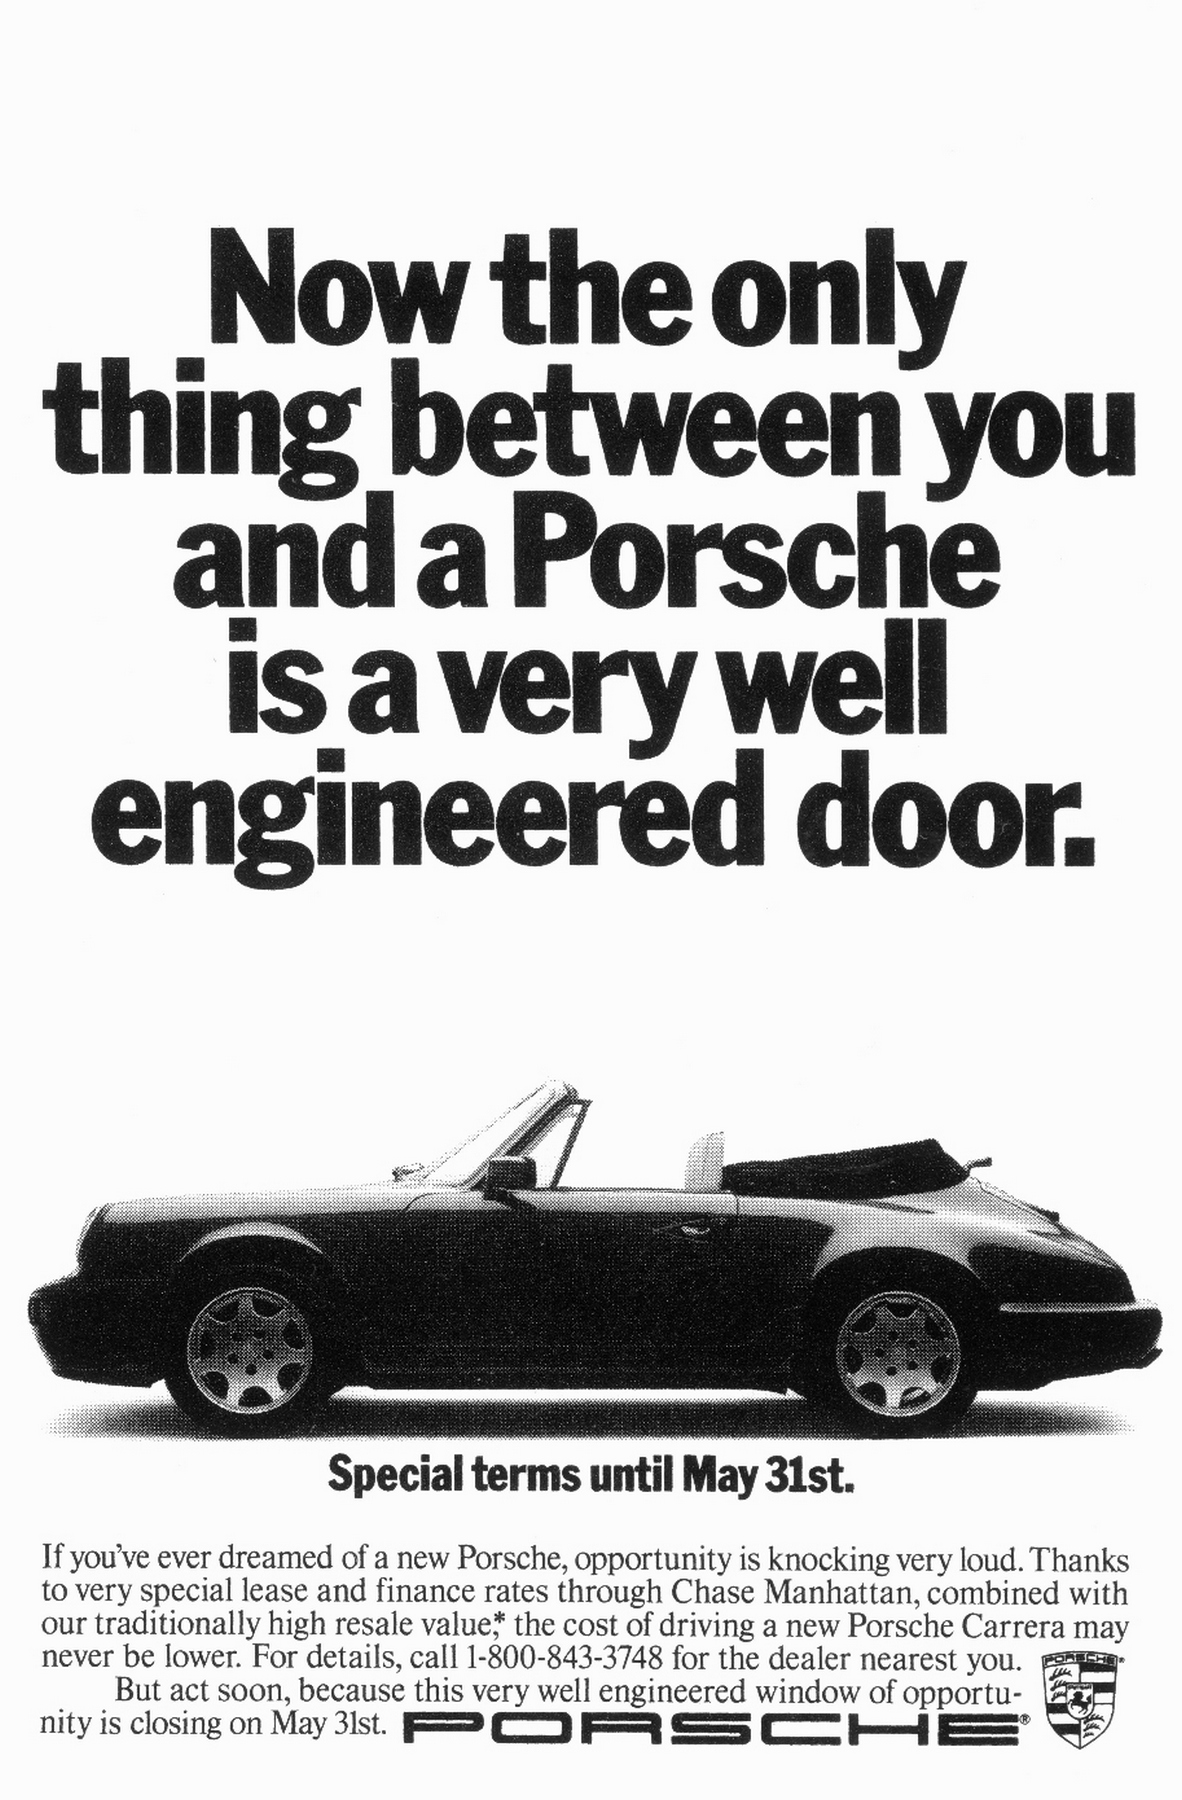 Now the only
thing between you
and a Porsche
is a very well
engineered door.
Special terms until May 31st.
If you've ever dreamed of a new Porsche, opportunity is knocking very loud. Thanks
to very special lease and finance rates through Chase Manhattan, combined with
our traditionally high resale value,* the cost of driving a new Porsche Carrera may
never be lower. For details, call 1-800-843-3748 for the dealer nearest you.
But act soon, because this very well engineered window of opportu-
nity is closing on May 31st.
PORSCHE®
PORSCHE®